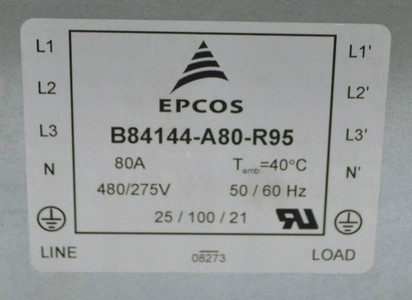 L1 L1'
L2 L2'
EPCOS
L3 B84144-A80-R95 L3'
N 80A Tamb=40°C N'
480/275V 50 / 60 Hz
25 / 100 / 21
LINE 08273 LOAD